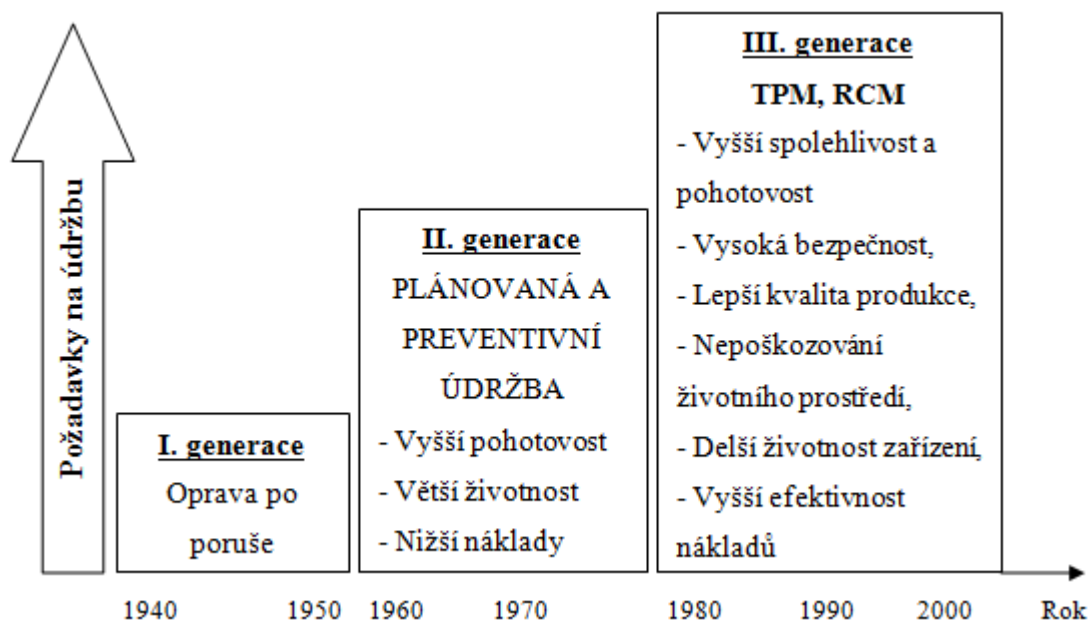 Požadavky na údržbu
I. generace
Oprava po
poruše
II. generace
PLÁNOVANÁ A
PREVENTIVNÍ
ÚDRŽBA
- Vyšší pohotovost
- Větší životnost
- Nižší náklady
III. generace
TPM, RCM
- Vyšší spolehlivost a
pohotovost
- Vysoká bezpečnost,
- Lepší kvalita produkce,
- Nepoškozování
životního prostředí,
- Delší životnost zařízení,
- Vyšší efektivnost
nákladů
1940 1950 1960 1970 1980 1990 2000 Rok